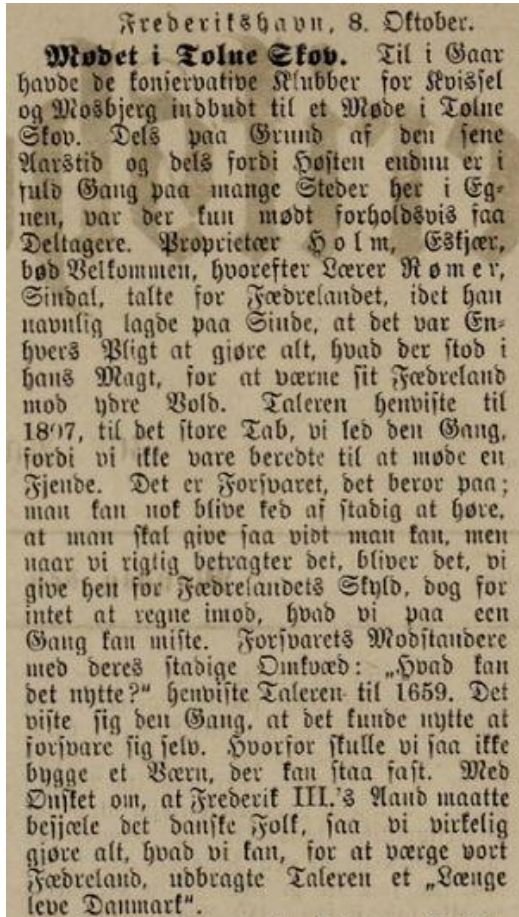 Frederikshavn, 8. Oktober.
Mødet i Tolne Skov. Til i Gaar
havde de konservative Klubber for Kvissel
og Mosbjerg indbudt til et Møde i Tolne
Skov. Dels paa Grund af den sene
Aarstid og dels fordi Høsten endnu er i
fuld Gang paa mange Steder her i Eg-
nen, var der kun mødt forholdsvis faa
Deltagere. Proprietær Holm, Eskjær,
bød Velkommen, hvorefter Lærer Rømer,
Sindal, talte for Fædrelandet, idet han
navnlig lagde paa Sinde, at det var En-
hvers Pligt at gjøre alt, hvad der stod i
hans Magt, for at værne sit Fædreland
mod ydre Vold. Taleren henviste til
1807, til det store Tab, vi led den Gang,
fordi vi ikke vare beredte til at møde en
Fjende. Det er Forsvaret, det beror paa;
man kan nok blive ked af stadig at høre,
at man skal give saa vidt man kan, men
naar vi rigtig betragter det, bliver det, vi
give hen for Fædrelandets Skyld, dog for
intet at regne imod, hvad vi paa een
Gang kan miste. Forsvarets Modstandere
med deres stadige Omkvæd: „Hvad kan
det nytte?“ henviste Taleren til 1659. Det
viste sig den Gang, at det kunde nytte at
forsvare sig selv. Hvorfor skulle vi saa ikke
bygge et Værn, der kan staa fast. Med
Ønsket om, at Frederik III.'s Aand maatte
besjæle det danske Folk, saa vi virkelig
gjøre alt, hvad vi kan, for at værge vort
Fædreland, udbragte Taleren et „Længe
leve Danmark“.